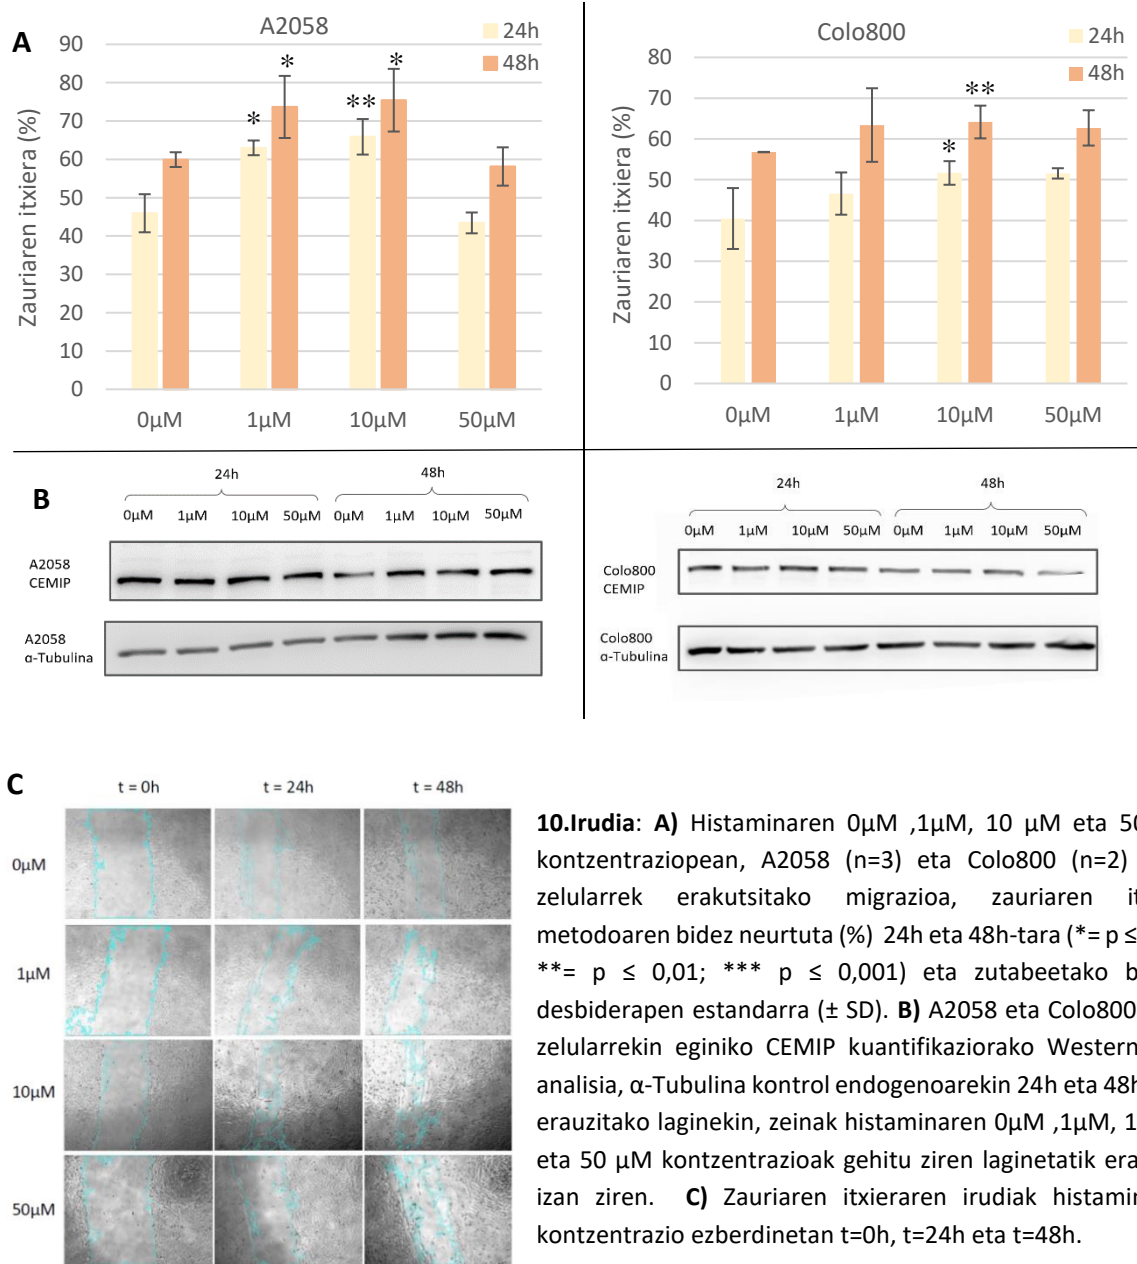 A
A2058
24h
48h
Zauriaren itxiera (%)
90
80
70
60
50
40
30
20
10
0
* * ** *
0µM 1µM 10µM 50µM
Colo800
24h
48h
Zauriaren itxiera (%)
80
70
60
50
40
30
20
10
0
* **
0µM 1µM 10µM 50µM
B
24h 48h
0µM 1µM 10µM 50µM 0µM 1µM 10µM 50µM
A2058
CEMIP
A2058
α-Tubulina
24h 48h
0µM 1µM 10µM 50µM 0µM 1µM 10µM 50µM
Colo800
CEMIP
Colo800
α-Tubulina
C
t = 0h t = 24h t = 48h
0µM
1µM
10µM
50µM
10.Irudia: A) Histaminaren 0µM ,1µM, 10 µM eta 50
kontzentraziopean, A2058 (n=3) eta Colo800 (n=2)
zelularrek erakutsitako migrazioa, zauriaren it
metodoaren bidez neurtuta (%) 24h eta 48h-tara (*= p ≤
**= p ≤ 0,01; *** p ≤ 0,001) eta zutabeetako b
desbiderapen estandarra (± SD). B) A2058 eta Colo800
zelularrekin eginiko CEMIP kuantifikaziorako Western
analisia, α-Tubulina kontrol endogenoarekin 24h eta 48h
erauzitako laginekin, zeinak histaminaren 0µM ,1µM, 1
eta 50 µM kontzentrazioak gehitu ziren laginetatik era
izan ziren. C) Zauriaren itxieraren irudiak histami
kontzentrazio ezberdinetan t=0h, t=24h eta t=48h.